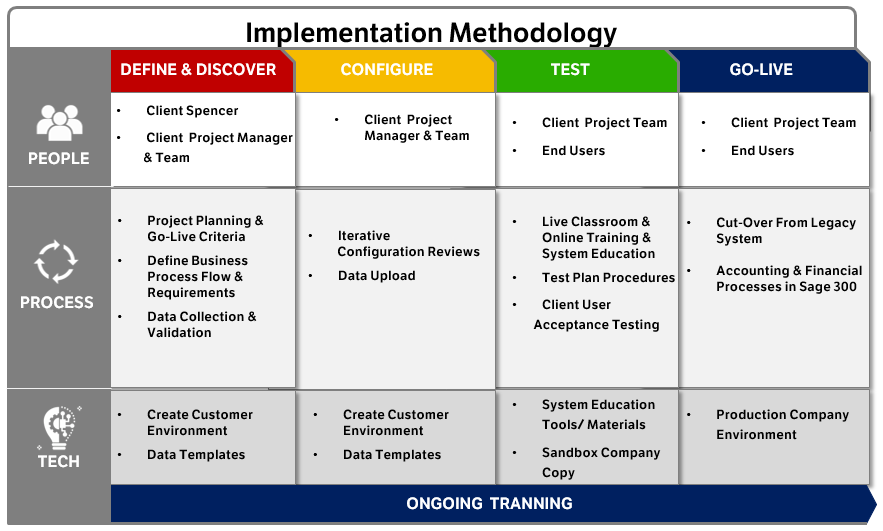 Implementation Methodology
DEFINE & DISCOVER
CONFIGURE
TEST
GO-LIVE
PEOPLE
• Client Spencer
• Client Project Manager
& Team
• Client Project
Manager & Team
• Client Project Team
• End Users
• Client Project Team
• End Users
PROCESS
• Project Planning &
Go-Live Criteria
• Define Business
Process Flow &
Requirements
• Data Collection &
Validation
• Iterative
Configuration Reviews
• Data Upload
• Live Classroom &
Online Training &
System Education
• Test Plan Procedures
• Client User
Acceptance Testing
• Cut-Over From Legacy
System
• Accounting & Financial
Processes in Sage 300
TECH
• Create Customer
Environment
• Data Templates
• Create Customer
Environment
• Data Templates
• System Education
Tools/ Materials
• Sandbox Company
Copy
• Production Company
Environment
ONGOING TRANNING